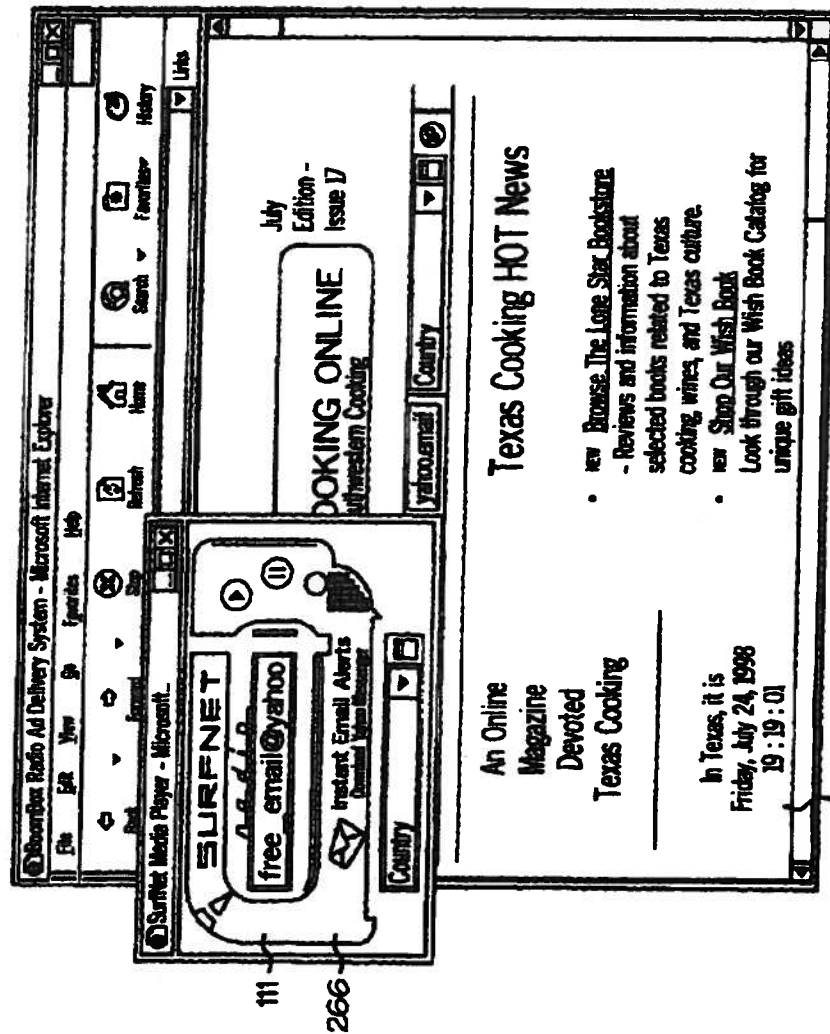 BoomBox Radio Ad Delivery System - Microsoft Internet Explorer
File Edit View Go Favorites Help
Back Forward Stop Refresh Home Search Favorites History
Links
SurfNet Media Player - Microsoft...
SURFNET
Radio
free_email@yahoo
Instant Email Alerts
Download Yahoo Messenger
Country
111
266
OOKING ONLINE
uthwestern Cooking
July
Edition -
Issue 17
yahoo.email Country
An Online
Magazine
Devoted
Texas Cooking
In Texas, it is
Friday, July 24, 1998
19:19:01
Texas Cooking HOT News
• NEW Browse The Lone Star Bookstore
- Reviews and information about
selected books related to Texas
cooking, wines, and Texas culture.
• NEW Shop Our Wish Book
Look through our Wish Book Catalog for
unique gift ideas